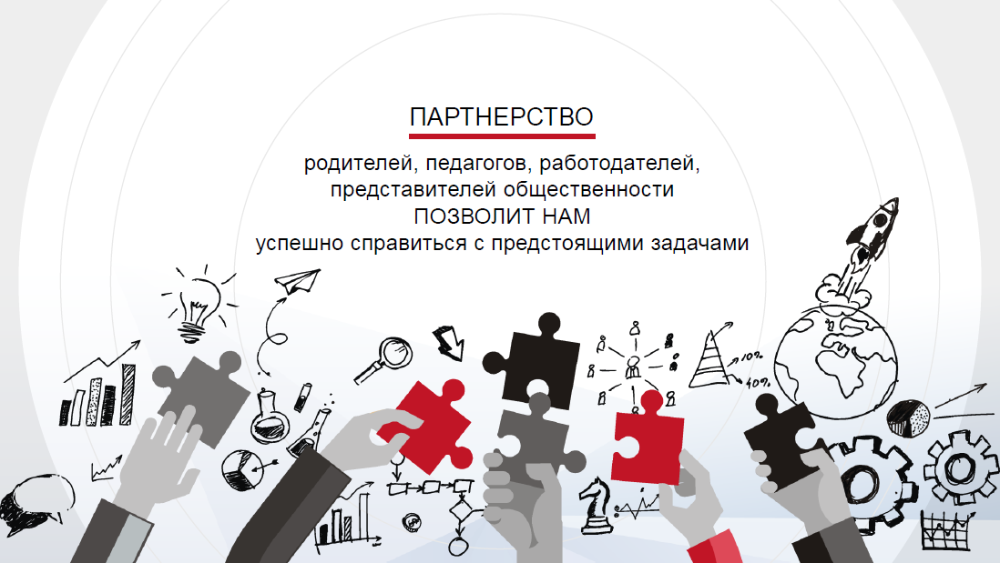 ПАРТНЕРСТВО
родителей, педагогов, работодателей,
представителей общественности
ПОЗВОЛИТ НАМ
успешно справиться с предстоящими задачами
10%
40%